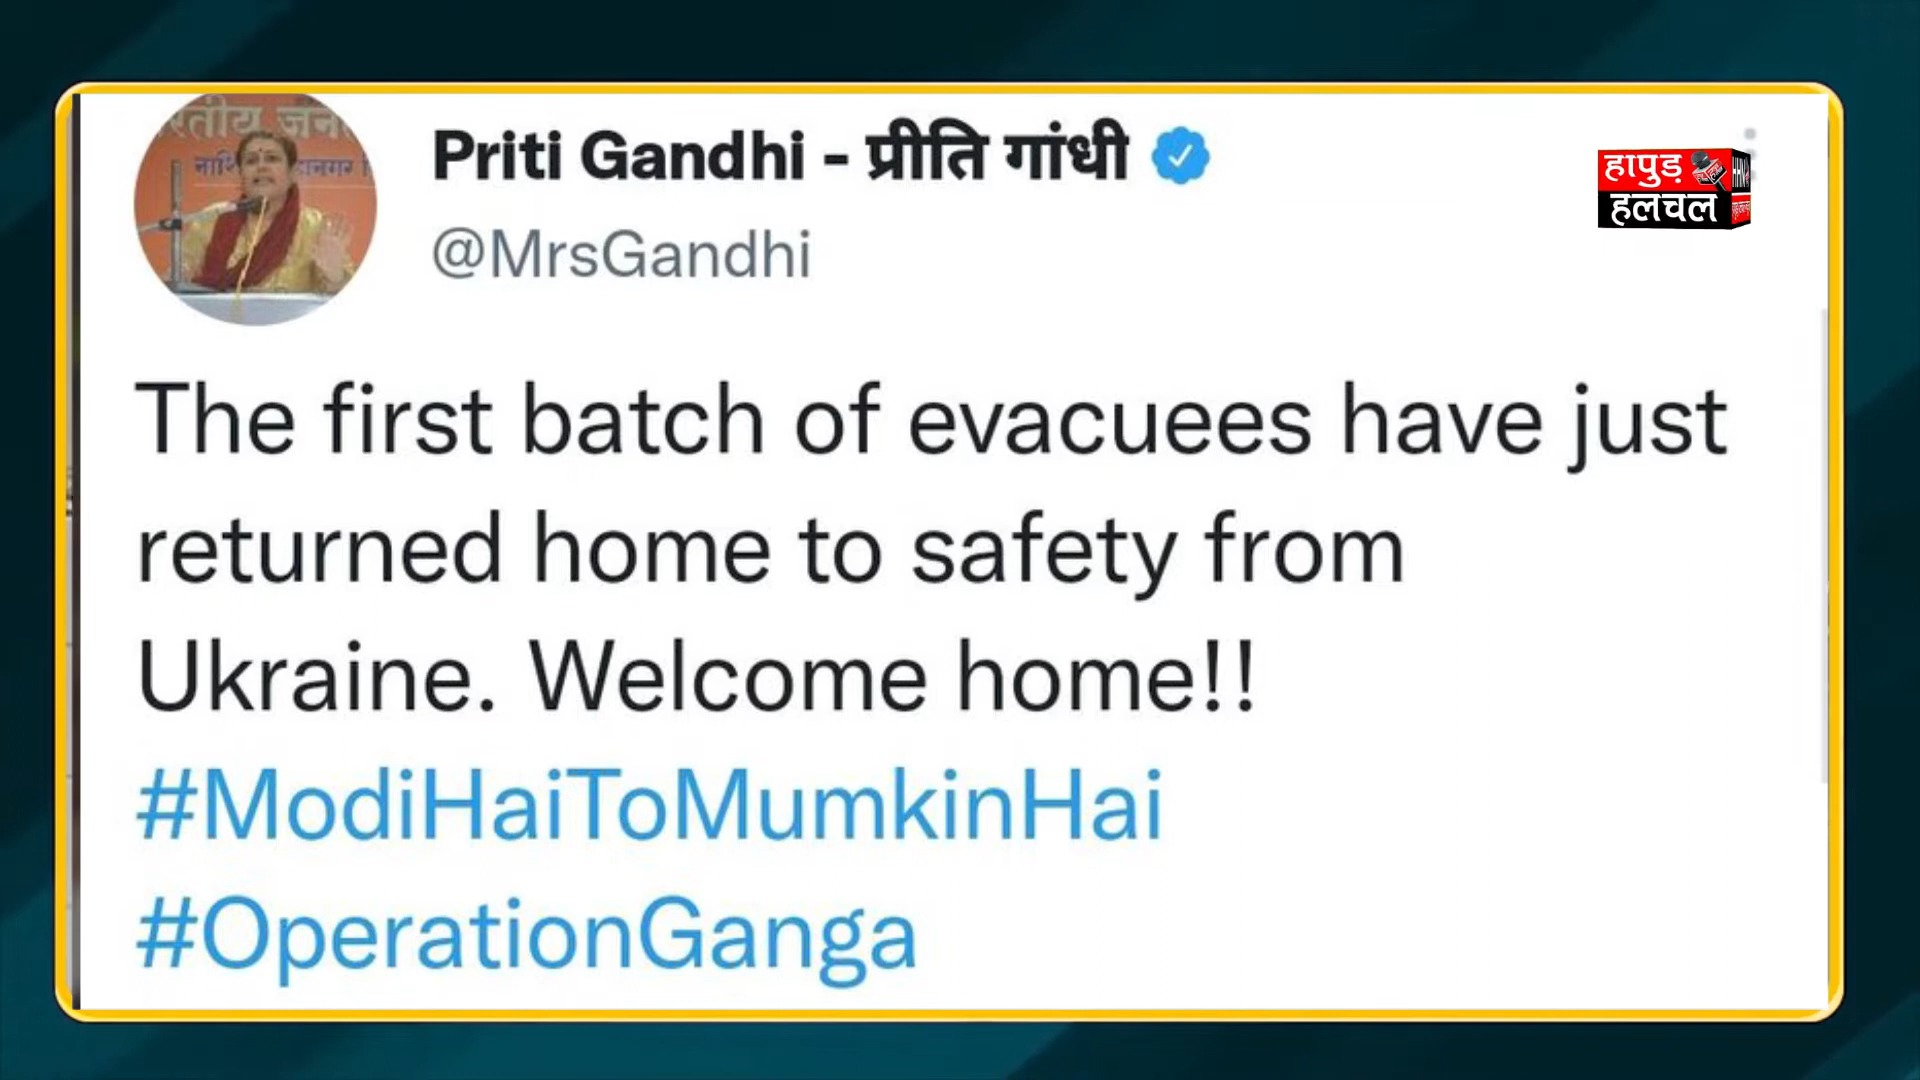 Priti Gandhi - प्रीति गांधी
@MrsGandhi
हापुड़
हलचल
The first batch of evacuees have just
returned home to safety from
Ukraine. Welcome home!!
#ModiHaiToMumkinHai
#OperationGanga